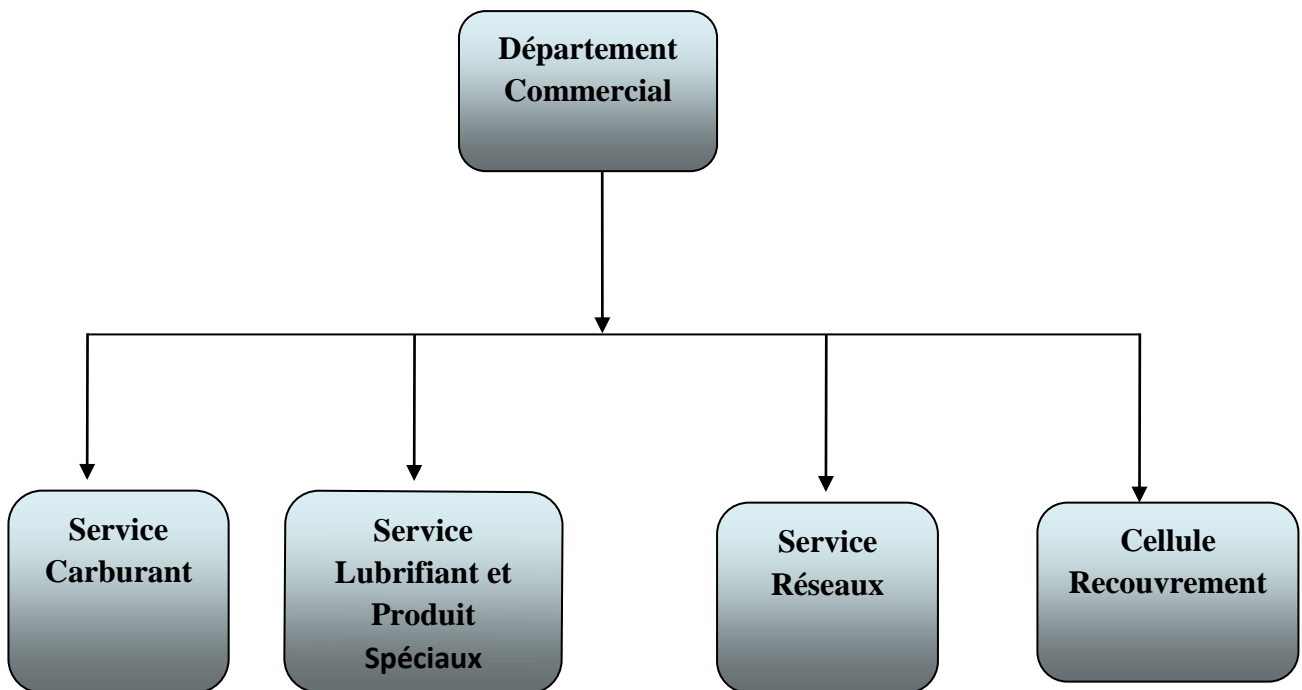 Département
Commercial
Service
Carburant
Service
Lubrifiant et
Produit
Spéciaux
Service
Réseaux
Cellule
Recouvrement